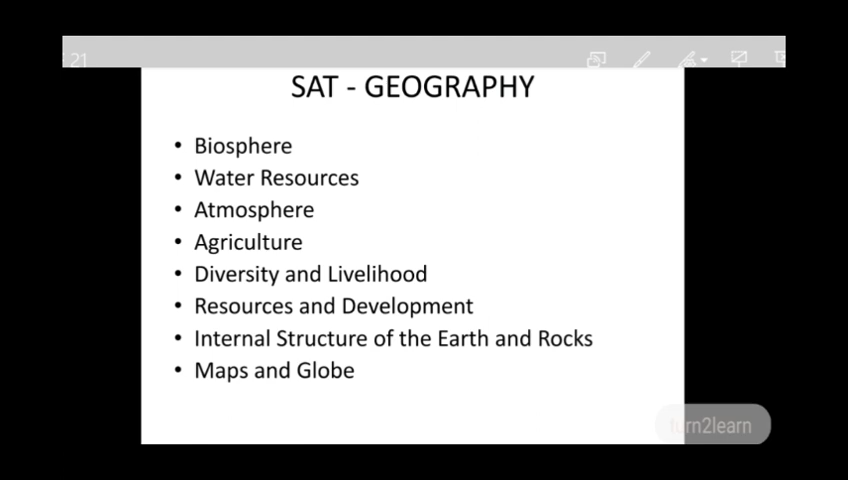 21
SAT - GEOGRAPHY
• Biosphere
• Water Resources
• Atmosphere
• Agriculture
• Diversity and Livelihood
• Resources and Development
• Internal Structure of the Earth and Rocks
• Maps and Globe
turn2learn